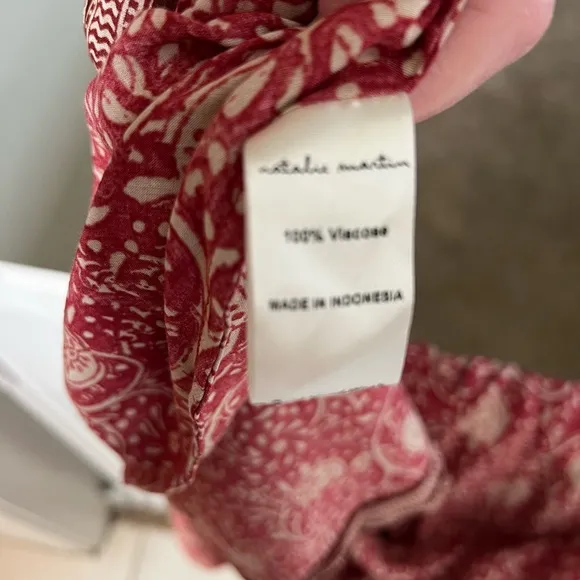 natalie martin
100% Viscose
MADE IN INDONESIA